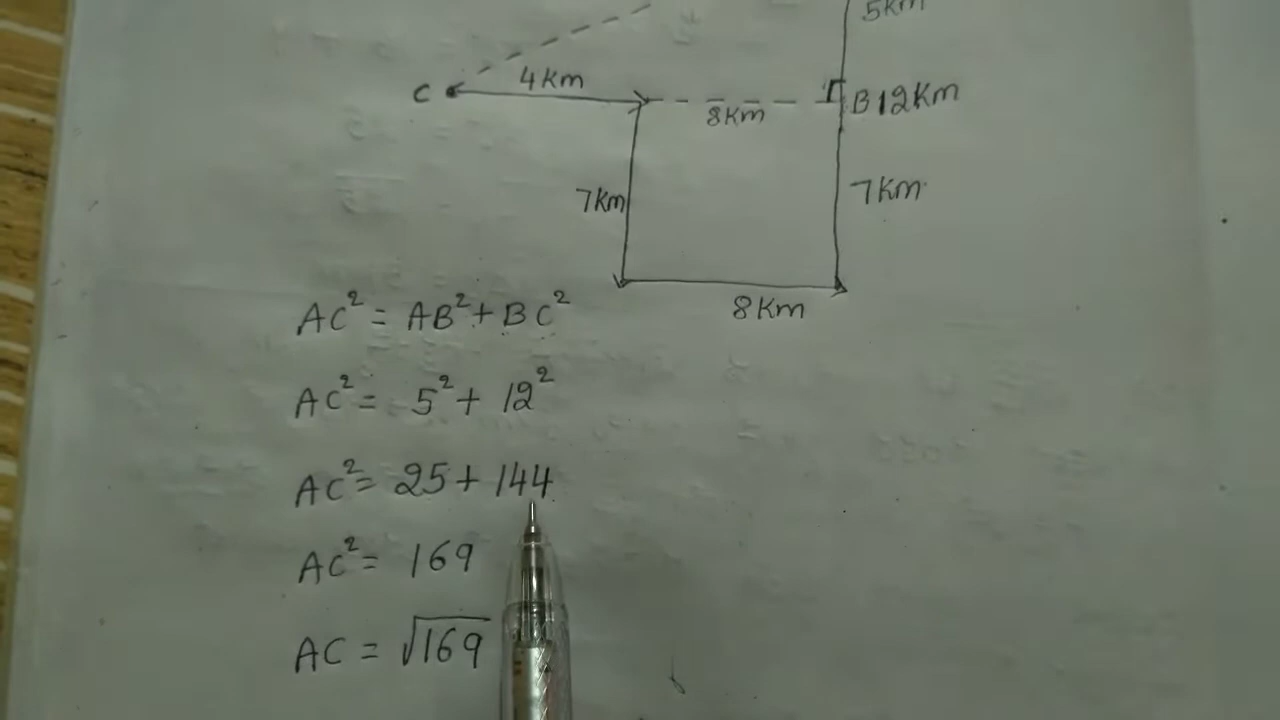 5km
C 4km
8km B 12km
7km 7km
8km
AC² = AB² + BC²
AC² = 5² + 12²
AC² = 25 + 144
AC² = 169
AC = √169